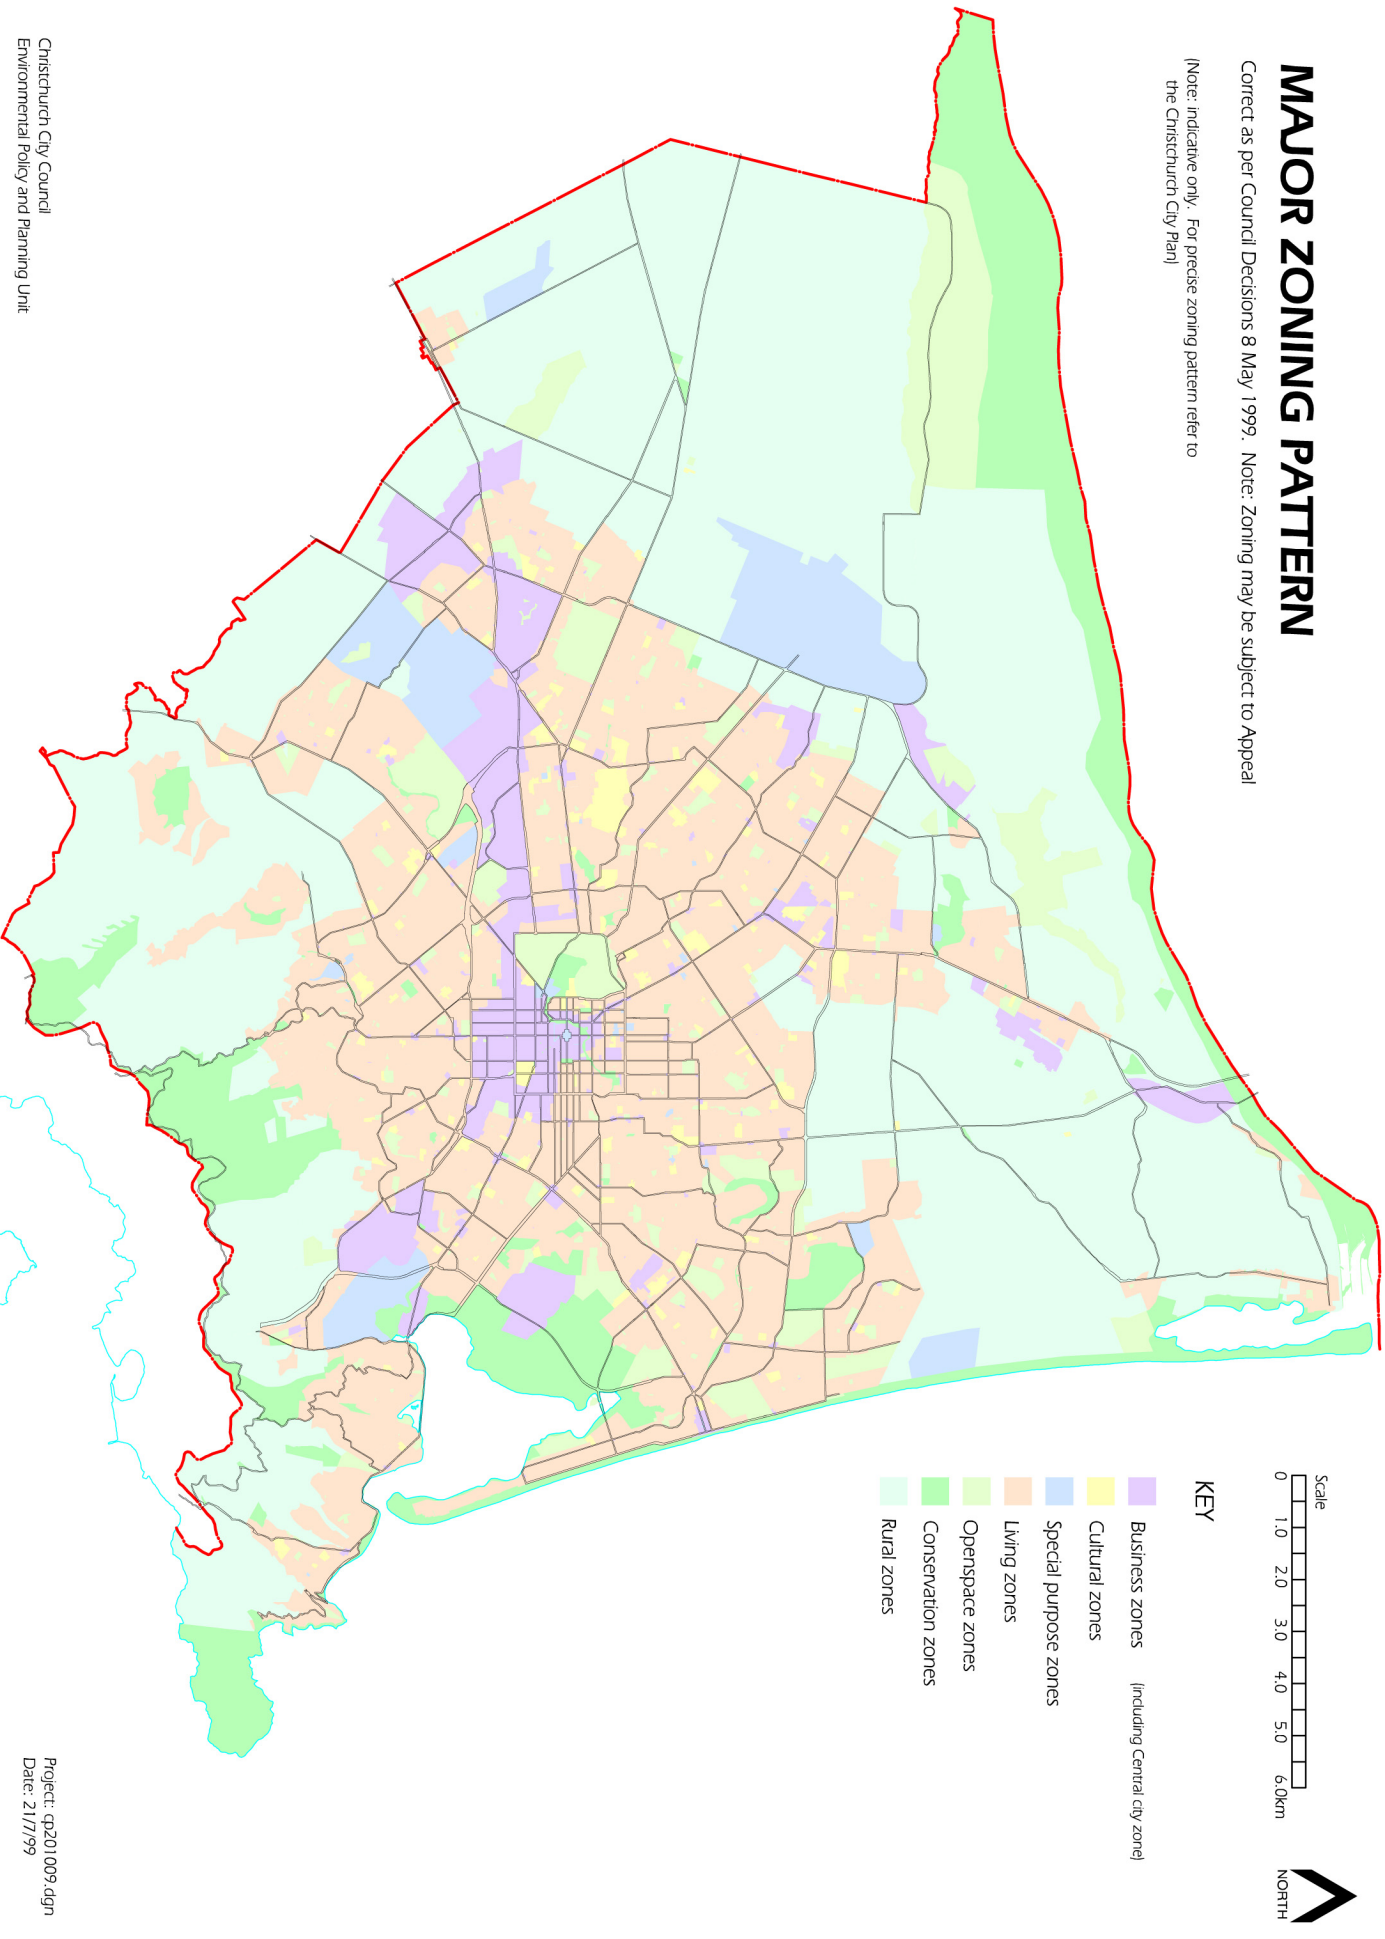 MAJOR ZONING PATTERN
Correct as per Council Decisions 8 May 1999.  Note: Zoning may be subject to Appeal
(Note: indicative only.  For precise zoning pattern refer to
the Christchurch City Plan)
Scale
0 1.0 2.0 3.0 4.0 5.0 6.0km
NORTH
KEY
Business zones (including Central city zone)
Cultural zones
Special purpose zones
Living zones
Openspace zones
Conservation zones
Rural zones
Christchurch City Council
Environmental Policy and Planning Unit
Project: cp201009.dgn
Date: 21/7/99